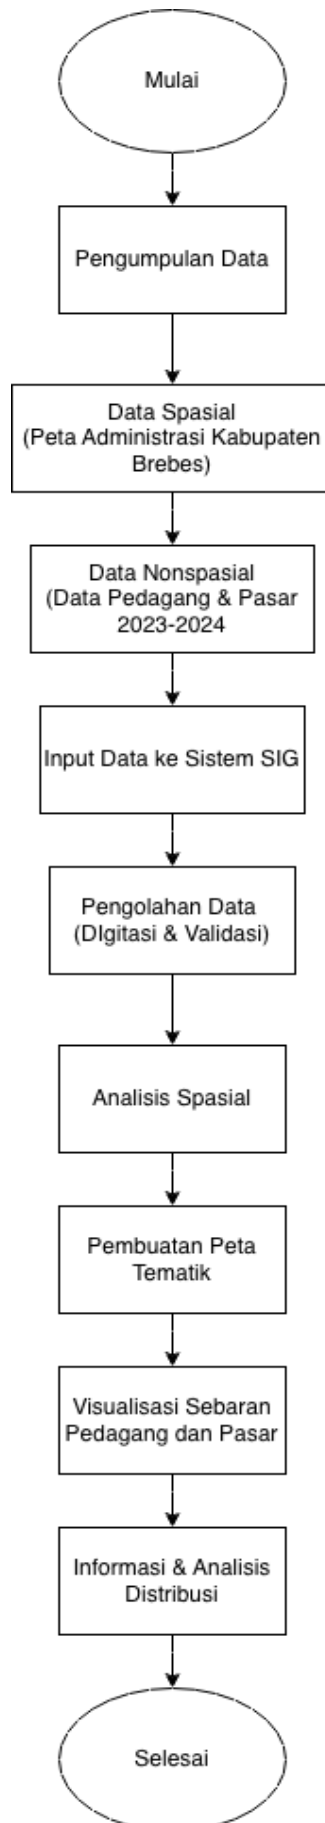 Mulai
Pengumpulan Data
Data Spasial
(Peta Administrasi Kabupaten
Brebes)
Data Nonspasial
(Data Pedagang & Pasar
2023-2024
Input Data ke Sistem SIG
Pengolahan Data
(DIgitasi & Validasi)
Analisis Spasial
Pembuatan Peta
Tematik
Visualisasi Sebaran
Pedagang dan Pasar
Informasi & Analisis
Distribusi
Selesai